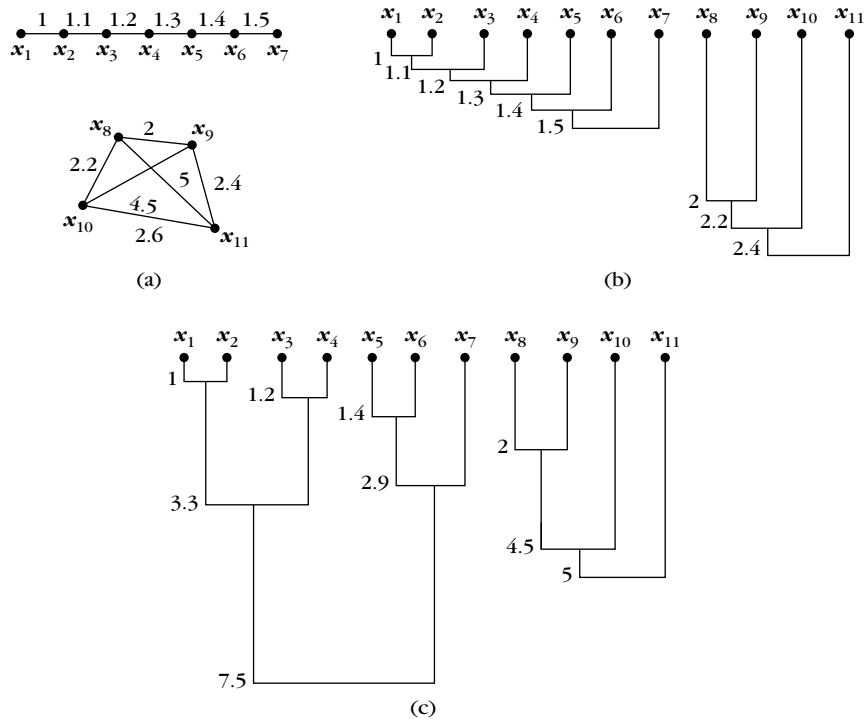 1 1.1 1.2 1.3 1.4 1.5
x₁ x₂ x₃ x₄ x₅ x₆ x₇
x₈ 2 x₉
2.2 5 2.4
x₁₀ 4.5
2.6 x₁₁
(a)
x₁ x₂ x₃ x₄ x₅ x₆ x₇ x₈ x₉ x₁₀ x₁₁
1
1.1
1.2
1.3
1.4
1.5
2
2.2
2.4
(b)
x₁ x₂ x₃ x₄ x₅ x₆ x₇ x₈ x₉ x₁₀ x₁₁
1
1.2
1.4
2
2.9
3.3
4.5
5
7.5
(c)